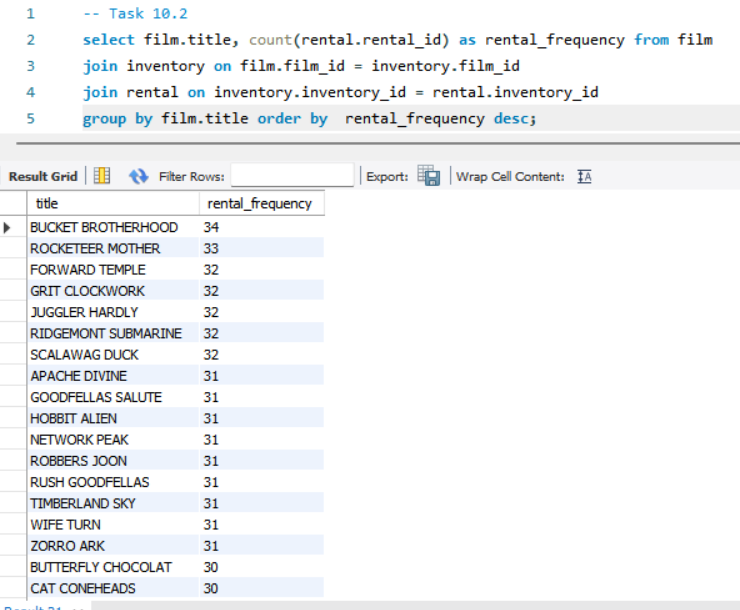 1 -- Task 10.2
2 select film.title, count(rental.rental_id) as rental_frequency from film
3 join inventory on film.film_id = inventory.film_id
4 join rental on inventory.inventory_id = rental.inventory_id
5 group by film.title order by  rental_frequency desc;
Result Grid Filter Rows: Export: Wrap Cell Content: IA
title rental_frequency
BUCKET BROTHERHOOD 34
ROCKETEER MOTHER 33
FORWARD TEMPLE 32
GRIT CLOCKWORK 32
JUGGLER HARDLY 32
RIDGEMONT SUBMARINE 32
SCALAWAG DUCK 32
APACHE DIVINE 31
GOODFELLAS SALUTE 31
HOBBIT ALIEN 31
NETWORK PEAK 31
ROBBERS JOON 31
RUSH GOODFELLAS 31
TIMBERLAND SKY 31
WIFE TURN 31
ZORRO ARK 31
BUTTERFLY CHOCOLAT 30
CAT CONEHEADS 30